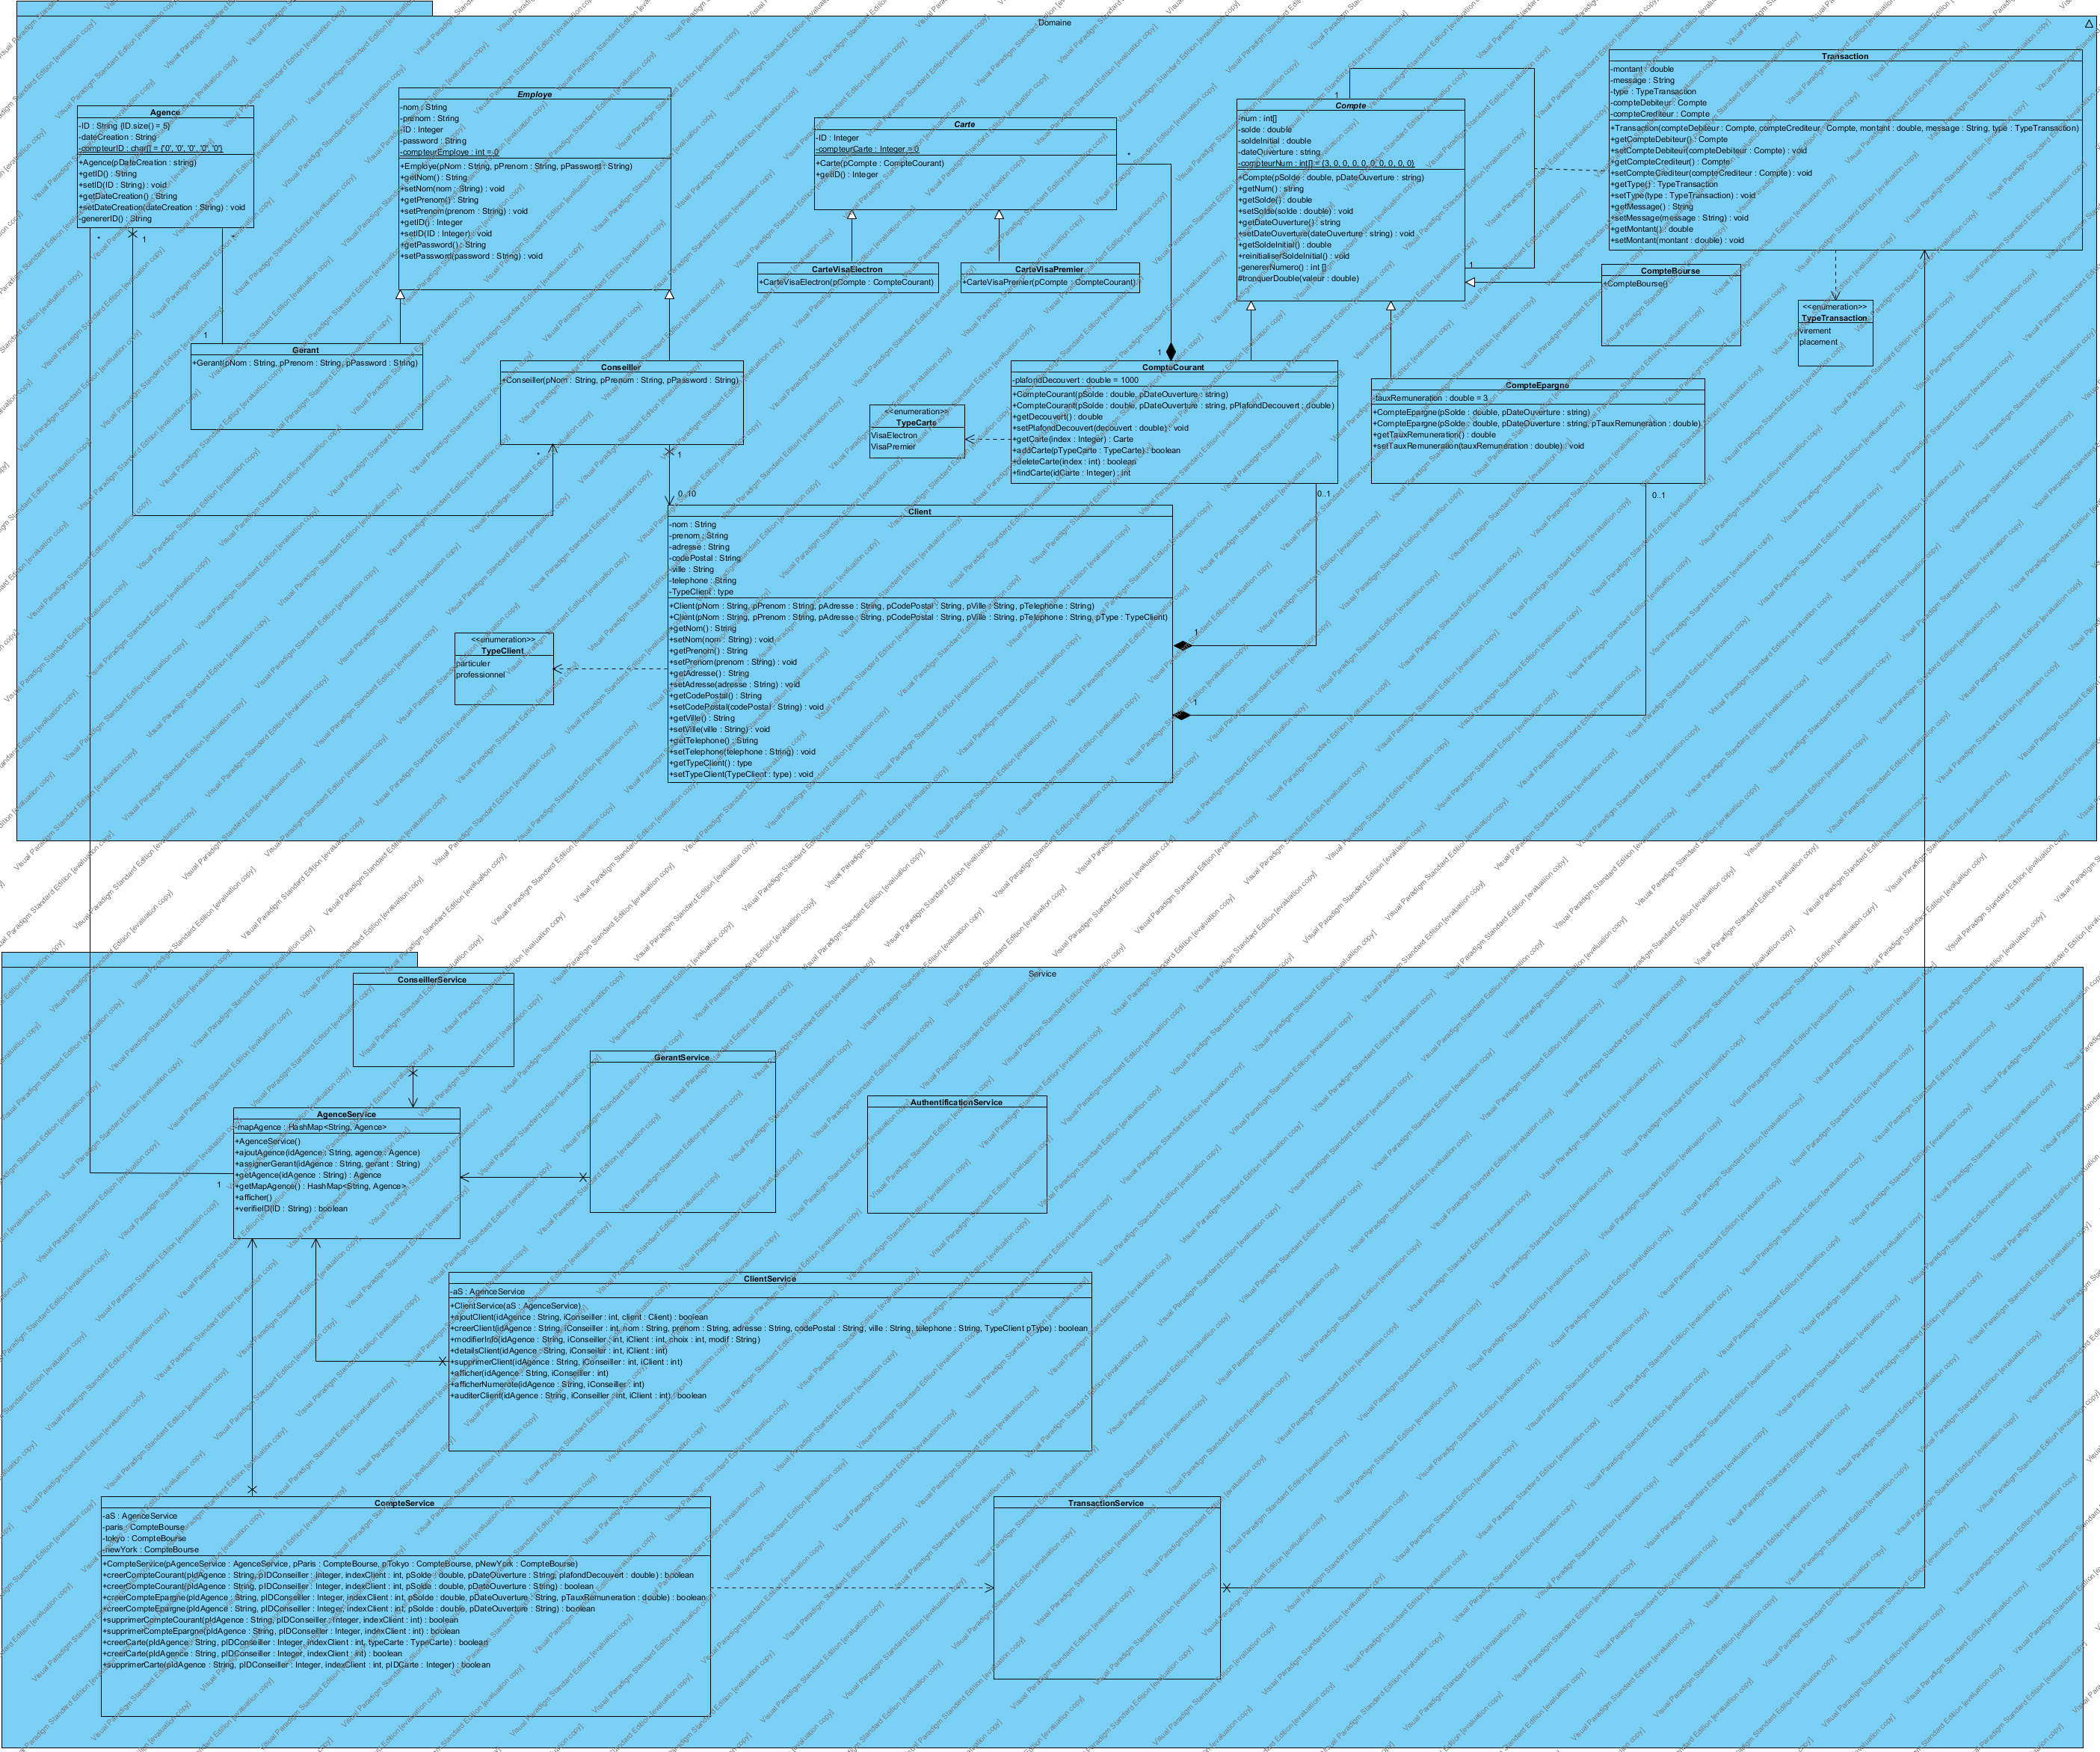 Domaine
Agence
-ID : String {ID.size() = 5}
-dateCreation : String
-compteurID : char[] = {'0', '0', '0', '0', '0'}
+Agence(pDateCreation : string)
+getID() : String
+setID(ID : String) : void
+getDateCreation() : String
+setDateCreation(dateCreation : String) : void
-genererID() : String
Employe
-nom : String
-prenom : String
-ID : Integer
-password : String
-compteurEmploye : int = 0
+Employe(pNom : String, pPrenom : String, pPassword : String)
+getNom() : String
+setNom(nom : String) : void
+getPrenom() : String
+setPrenom(prenom : String) : void
+getID() : Integer
+setID(ID : Integer) : void
+getPassword() : String
+setPassword(password : String) : void
Carte
-ID : Integer
-compteurCarte : Integer = 0
+Carte(pCompte : CompteCourant)
+getID() : Integer
Compte
-num : int[]
-solde : double
-soldeInitial : double
-dateOuverture : string
-compteurNum : int[] = {3, 0, 0, 0, 0, 0, 0, 0, 0, 0, 0}
+Compte(pSolde : double, pDateOuverture : string)
+getNum() : string
+getSolde() : double
+setSolde(solde : double) : void
+getDateOuverture() : string
+setDateOuverture(dateOuverture : string) : void
+getSoldeInitial() : double
+reinitialiserSoldeInitial() : void
-genererNumero() : int []
#tronquerDouble(valeur : double)
Transaction
-montant : double
-message : String
-type : TypeTransaction
-compteDebiteur : Compte
-compteCrediteur : Compte
+Transaction(compteDebiteur : Compte, compteCrediteur : Compte, montant : double, message : String, type : TypeTransaction)
+getCompteDebiteur() : Compte
+setCompteDebiteur(compteDebiteur : Compte) : void
+getCompteCrediteur() : Compte
+setCompteCrediteur(compteCrediteur : Compte) : void
+getType() : TypeTransaction
+setType(type : TypeTransaction) : void
+getMessage() : String
+setMessage(message : String) : void
+getMontant() : double
+setMontant(montant : double) : void
CarteVisaElectron
+CarteVisaElectron(pCompte : CompteCourant)
CarteVisaPremier
+CarteVisaPremier(pCompte : CompteCourant)
CompteBourse
+CompteBourse()
<<enumeration>>
TypeTransaction
virement
placement
Gerant
+Gerant(pNom : String, pPrenom : String, pPassword : String)
Conseiller
+Conseiller(pNom : String, pPrenom : String, pPassword : String)
<<enumeration>>
TypeCarte
VisaElectron
VisaPremier
CompteCourant
-plafondDecouvert : double = 1000
+CompteCourant(pSolde : double, pDateOuverture : string)
+CompteCourant(pSolde : double, pDateOuverture : string, pPlafondDecouvert : double)
+getDecouvert() : double
+setPlafondDecouvert(decouvert : double) : void
+getCarte(index : Integer) : Carte
+addCarte(pTypeCarte : TypeCarte) : boolean
+deleteCarte(index : int) : boolean
+findCarte(idCarte : Integer) : int
CompteEpargne
-tauxRemuneration : double = 3
+CompteEpargne(pSolde : double, pDateOuverture : string)
+CompteEpargne(pSolde : double, pDateOuverture : string, pTauxRemuneration : double)
+getTauxRemuneration() : double
+setTauxRemuneration(tauxRemuneration : double) : void
Client
-nom : String
-prenom : String
-adresse : String
-codePostal : String
-ville : String
-telephone : String
-TypeClient : type
+Client(pNom : String, pPrenom : String, pAdresse : String, pCodePostal : String, pVille : String, pTelephone : String)
+Client(pNom : String, pPrenom : String, pAdresse : String, pCodePostal : String, pVille : String, pTelephone : String, pType : TypeClient)
+getNom() : String
+setNom(nom : String) : void
+getPrenom() : String
+setPrenom(prenom : String) : void
+getAdresse() : String
+setAdresse(adresse : String) : void
+getCodePostal() : String
+setCodePostal(codePostal : String) : void
+getVille() : String
+setVille(ville : String) : void
+getTelephone() : String
+setTelephone(telephone : String) : void
+getTypeClient() : type
+setTypeClient(TypeClient : type) : void
<<enumeration>>
TypeClient
particuler
professionnel
1
*
0..10
0..1
Visual Paradigm Standard Edition [evaluation copy]
Service
ConseillerService
GerantService
AuthentificationService
AgenceService
-mapAgence : HashMap<String, Agence>
+AgenceService()
+ajoutAgence(idAgence : String, agence : Agence)
+assignerGerant(idAgence : String, gerant : String)
+getAgence(idAgence : String) : Agence
+getMapAgence() : HashMap<String, Agence>
+afficher()
+verifieID(ID : String) : boolean
ClientService
-aS : AgenceService
+ClientService(aS : AgenceService)
+ajoutClient(idAgence : String, iConseiller : int, client : Client) : boolean
+creerClient(idAgence : String, iConseiller : int, nom : String, prenom : String, adresse : String, codePostal : String, ville : String, telephone : String, TypeClient pType) : boolean
+modifierInfo(idAgence : String, iConseiller : int, iClient : int, choix : int, modif : String)
+detailsClient(idAgence : String, iConseiller : int, iClient : int)
+supprimerClient(idAgence : String, iConseiller : int, iClient : int)
+afficher(idAgence : String, iConseiller : int)
+afficherNumerote(idAgence : String, iConseiller : int)
+auditerClient(idAgence : String, iConseiller : int, iClient : int) : boolean
CompteService
-aS : AgenceService
-paris : CompteBourse
-tokyo : CompteBourse
-newYork : CompteBourse
+CompteService(pAgenceService : AgenceService, pParis : CompteBourse, pTokyo : CompteBourse, pNewYork : CompteBourse)
+creerCompteCourant(pIdAgence : String, pIDConseiller : Integer, indexClient : int, pSolde : double, pDateOuverture : String, plafondDecouvert : double) : boolean
+creerCompteCourant(pIdAgence : String, pIDConseiller : Integer, indexClient : int, pSolde : double, pDateOuverture : String) : boolean
+creerCompteEpargne(pIdAgence : String, pIDConseiller : Integer, indexClient : int, pSolde : double, pDateOuverture : String, pTauxRemuneration : double) : boolean
+creerCompteEpargne(pIdAgence : String, pIDConseiller : Integer, indexClient : int, pSolde : double, pDateOuverture : String) : boolean
+supprimerCompteCourant(pIdAgence : String, pIDConseiller : Integer, indexClient : int) : boolean
+supprimerCompteEpargne(pIdAgence : String, pIDConseiller : Integer, indexClient : int) : boolean
+creerCarte(pIdAgence : String, pIDConseiller : Integer, indexClient : int, typeCarte : TypeCarte) : boolean
+creerCarte(pIdAgence : String, pIDConseiller : Integer, indexClient : int) : boolean
+supprimerCarte(pIdAgence : String, pIDConseiller : Integer, indexClient : int, pIDCarte : Integer) : boolean
TransactionService